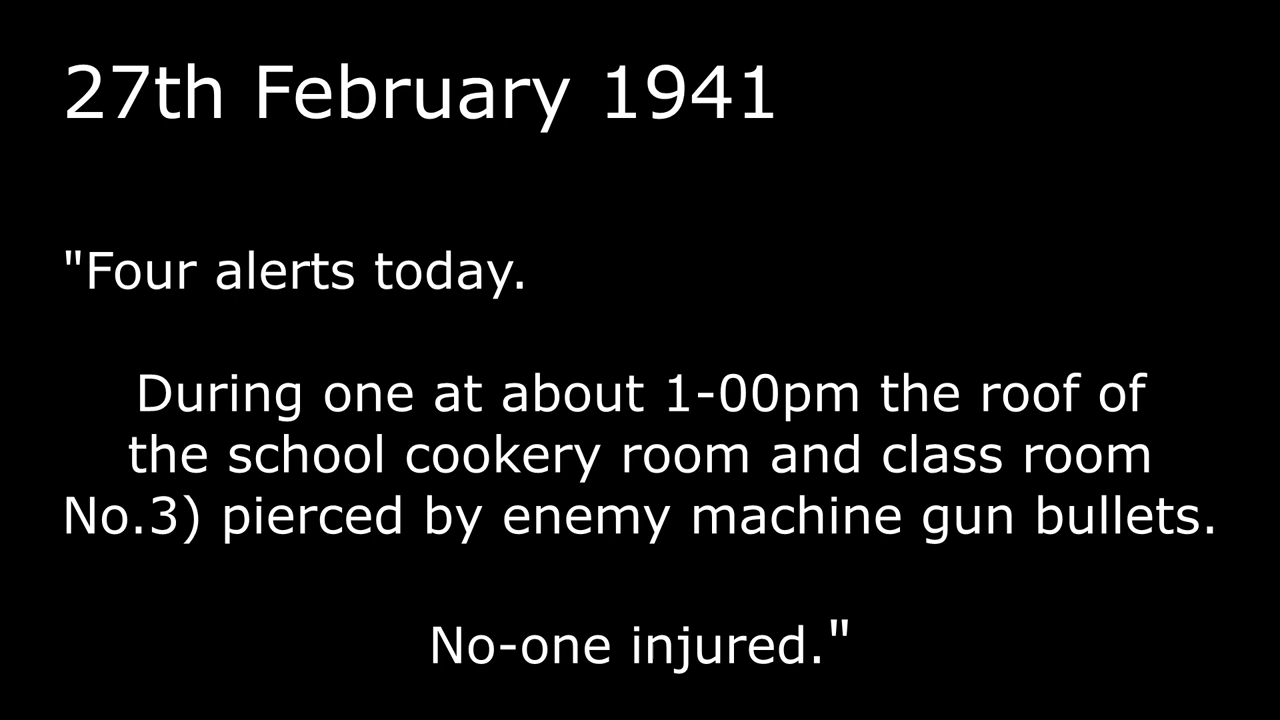 27th February 1941
"Four alerts today.
During one at about 1-00pm the roof of
the school cookery room and class room
No.3) pierced by enemy machine gun bullets.
No-one injured."